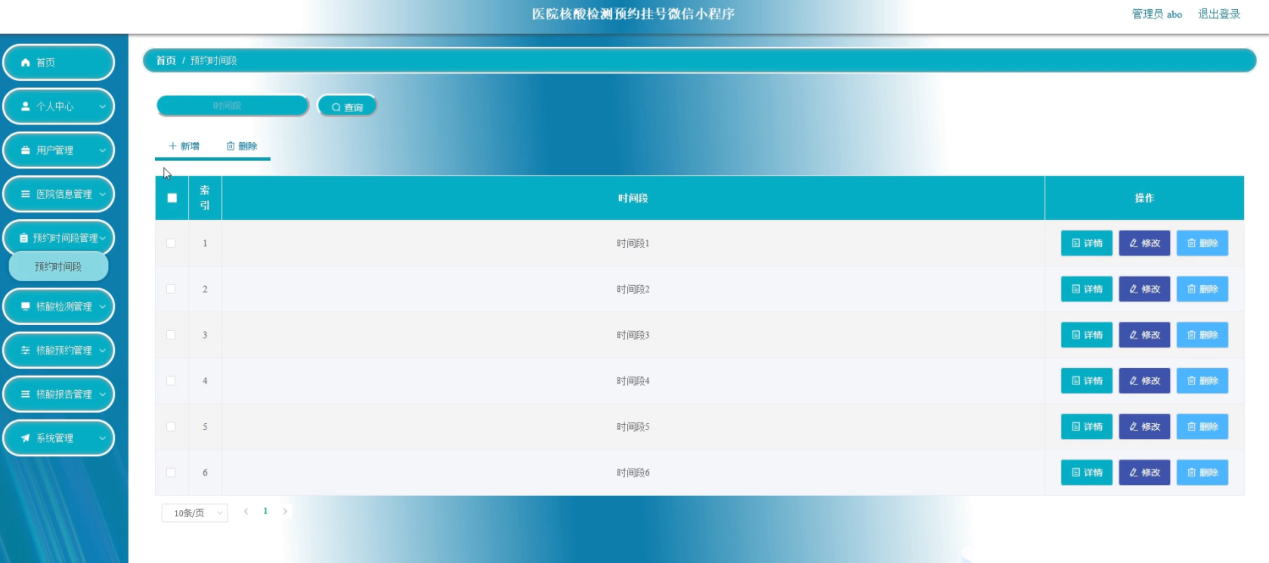 医院核酸检测预约挂号微信小程序
管理员 abo 退出登录
首页
个人中心
用户管理
医院信息管理
预约时间段管理
预约时间段
核酸检测管理
核酸预约管理
核酸报告管理
系统管理
首页 / 预约时间段
时间段 查询
新增 删除
索引 时间段 操作
1 时间段1 详情 修改 删除
2 时间段2 详情 修改 删除
3 时间段3 详情 修改 删除
4 时间段4 详情 修改 删除
5 时间段5 详情 修改 删除
6 时间段6 详情 修改 删除
10条/页 1